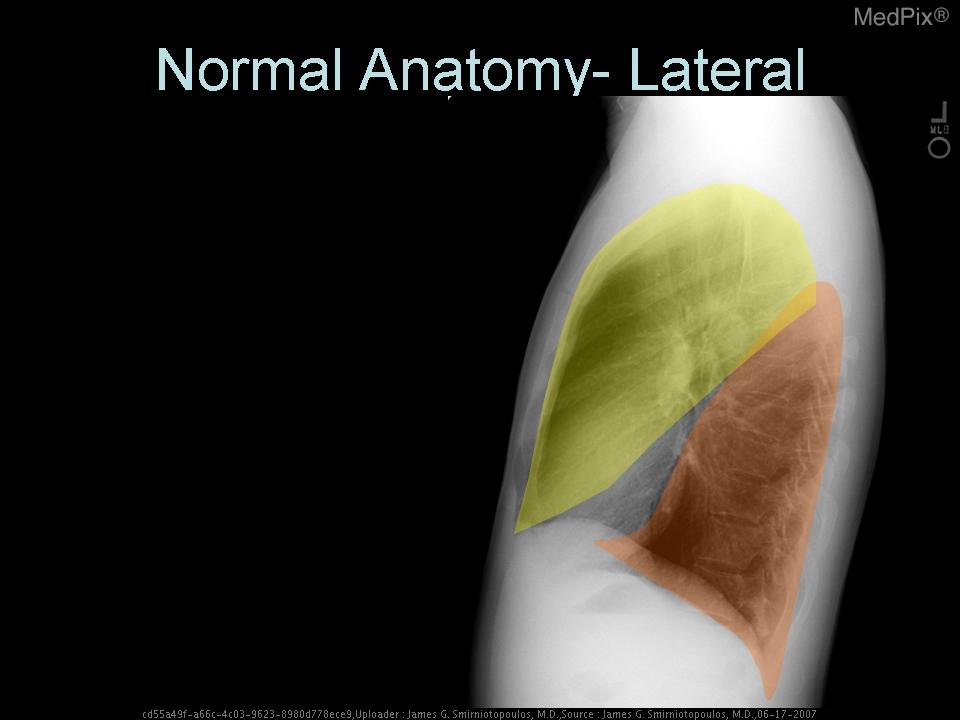 MedPix®
Normal Anatomy- Lateral
cd55a49f-a66c-4c03-9623-8980d778ece9,Uploader : James G. Smirniotopoulos, M.D.,Source : James G. Smirniotopoulos, M.D.,06-17-2007